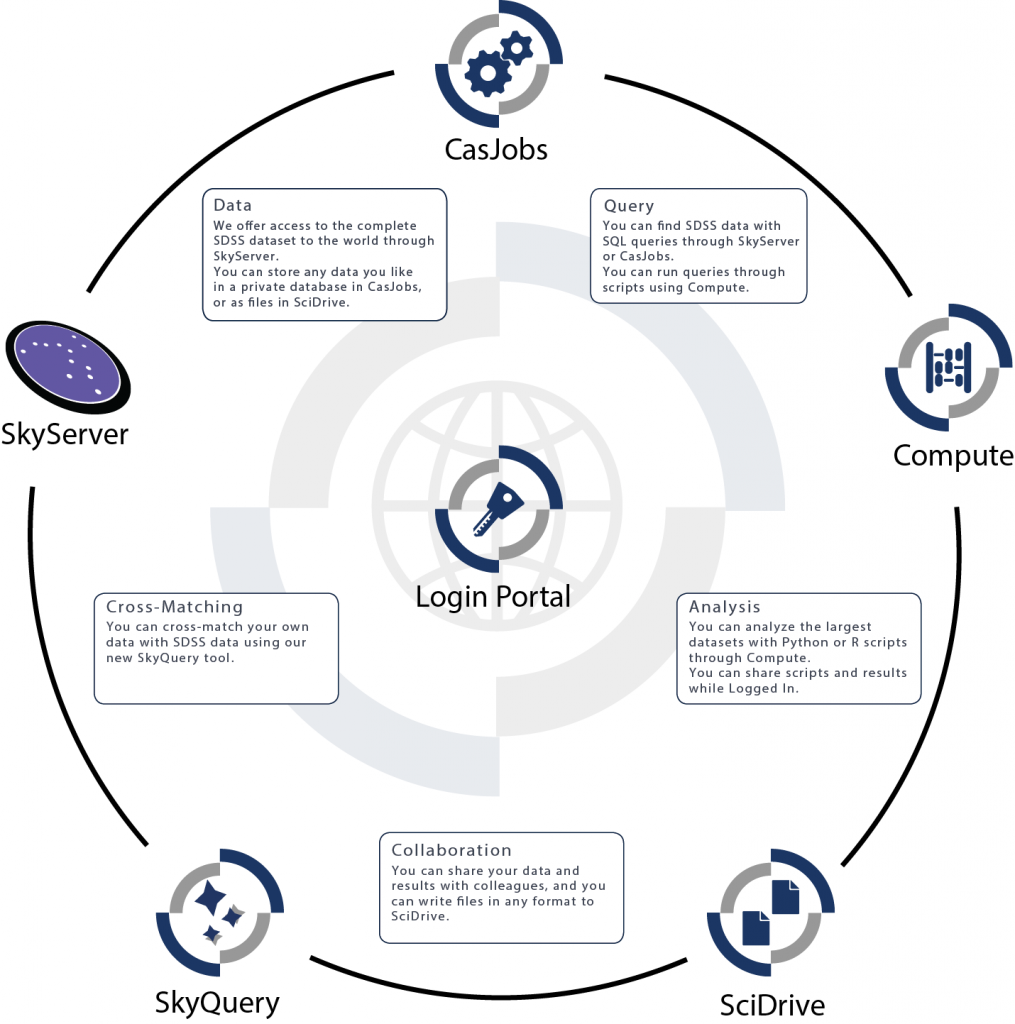 CasJobs
Data
We offer access to the complete
SDSS dataset to the world through
SkyServer.
You can store any data you like
in a private database in CasJobs,
or as files in SciDrive.
Query
You can find SDSS data with
SQL queries through SkyServer
or CasJobs.
You can run queries through
scripts using Compute.
SkyServer
Compute
Login Portal
Cross-Matching
You can cross-match your own
data with SDSS data using our
new SkyQuery tool.
Analysis
You can analyze the largest
datasets with Python or R scripts
through Compute.
You can share scripts and results
while Logged In.
Collaboration
You can share your data and
results with colleagues, and you
can write files in any format to
SciDrive.
SkyQuery
SciDrive